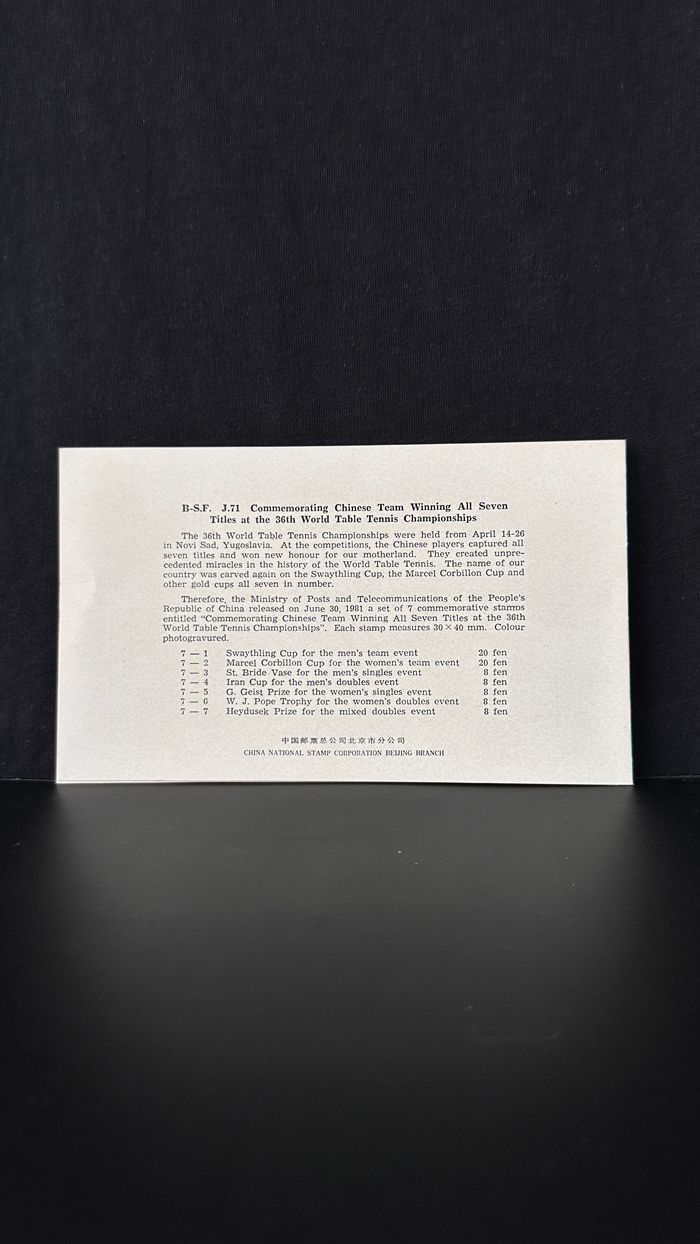 B-S.F. J.71 Commemorating Chinese Team Winning All Seven
Titles at the 36th World Table Tennis Championships
The 36th World Table Tennis Championships were held from April 14-26
in Novi Sad, Yugoslavia. At the competitions, the Chinese players captured all
seven titles and won new honour for our motherland. They created unpre-
cedented miracles in the history of the World Table Tennis. The name of our
country was carved again on the Swaythling Cup, the Marcel Corbillon Cup and
other gold cups all seven in number.
Therefore, the Ministry of Posts and Telecommunications of the People's
Republic of China released on June 30, 1981 a set of 7 commemorative stamps
entitled "Commemorating Chinese Team Winning All Seven Titles at the 36th
World Table Tennis Championships". Each stamp measures 30×40 mm. Colour
photogravured.
7 — 1 Swaythling Cup for the men's team event 20 fen
7 — 2 Marcel Corbillon Cup for the women's team event 20 fen
7 — 3 St. Bride Vase for the men's singles event 8 fen
7 — 4 Iran Cup for the men's doubles event 8 fen
7 — 5 G. Geist Prize for the women's singles event 8 fen
7 — 6 W. J. Pope Trophy for the women's doubles event 8 fen
7 — 7 Heydusek Prize for the mixed doubles event 8 fen
中国邮票总公司北京市分公司
CHINA NATIONAL STAMP CORPORATION BEIJING BRANCH